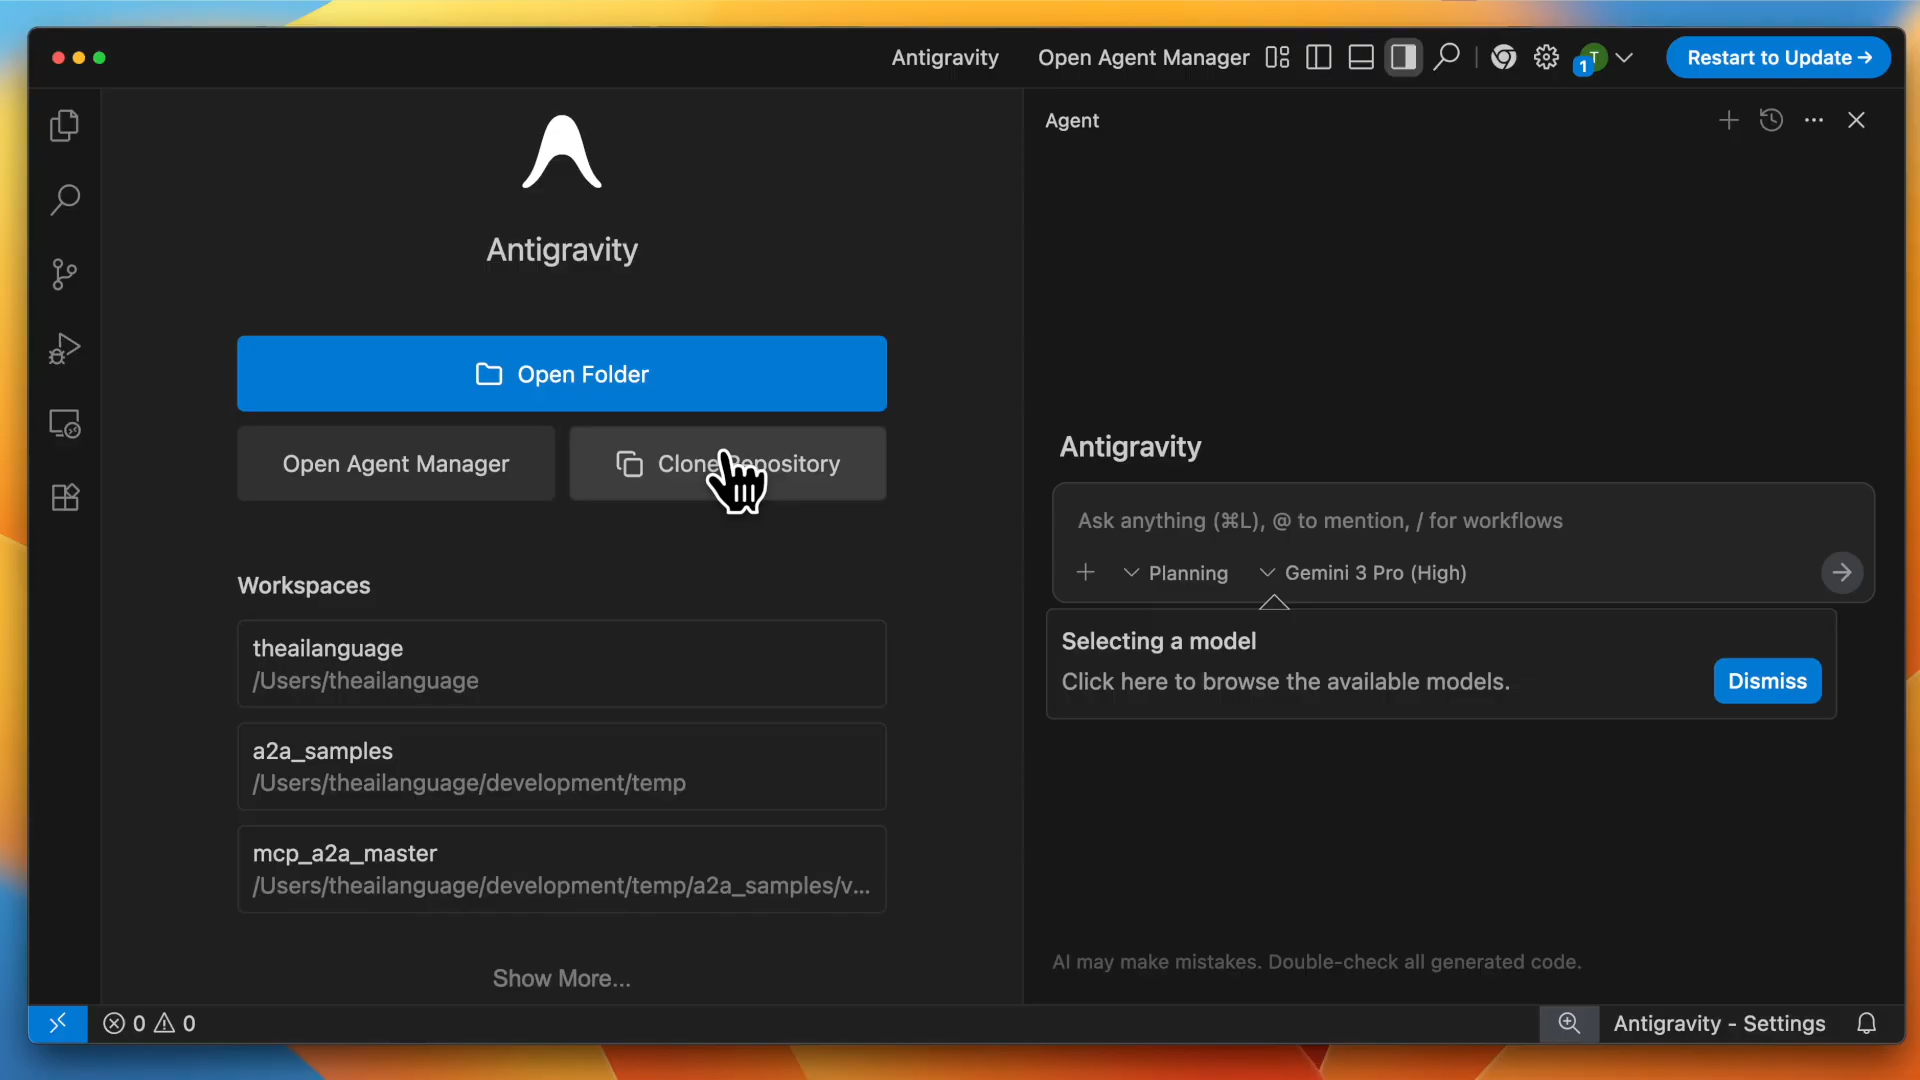 Antigravity
Open Agent Manager
1 T
Restart to Update →
Antigravity
Open Folder
Open Agent Manager
Clone Repository
Workspaces
theailanguage
/Users/theailanguage
a2a_samples
/Users/theailanguage/development/temp
mcp_a2a_master
/Users/theailanguage/development/temp/a2a_samples/v...
Show More...
Agent
Antigravity
Ask anything (⌘L), @ to mention, / for workflows
Planning
Gemini 3 Pro (High)
Selecting a model
Click here to browse the available models.
Dismiss
AI may make mistakes. Double-check all generated code.
0 0
Antigravity - Settings